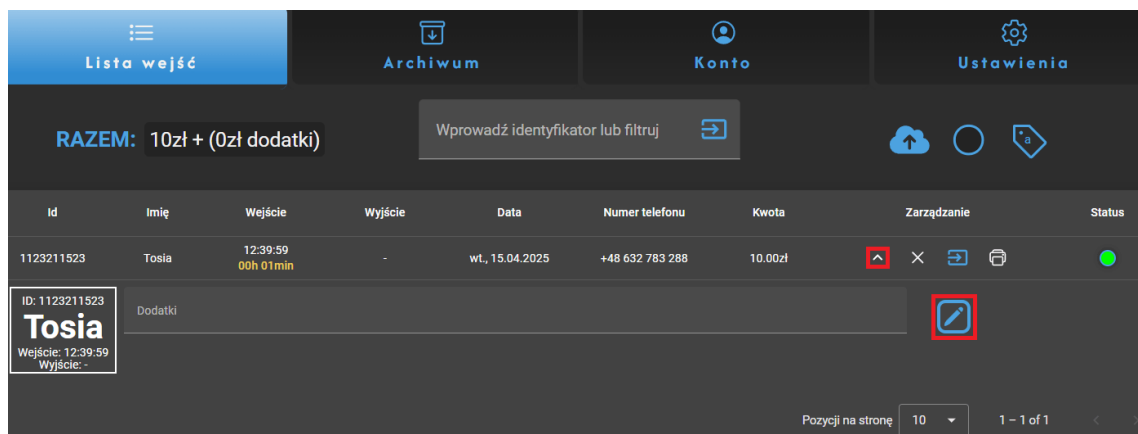 Lista wejść
Archiwum
Konto
Ustawienia
RAZEM: 10zł + (0zł dodatki)
Wprowadź identyfikator lub filtruj
a
Id Imię Wejście Wyjście Data Numer telefonu Kwota Zarządzanie Status
1123211523 Tosia 12:39:59 - wt., 15.04.2025 +48 632 783 288 10.00zł
00h 01min
ID: 1123211523
Tosia
Wejście: 12:39:59
Wyjście: -
Dodatki
Pozycji na stronę 10 1 – 1 of 1